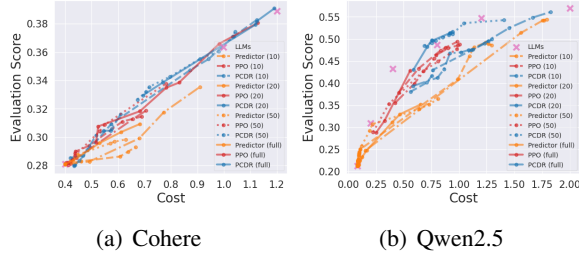 Evaluation Score
0.38
0.36
0.34
0.32
0.30
0.28
0.4 0.5 0.6 0.7 0.8 0.9 1.0 1.1 1.2
Cost
LLMs
Predictor (10)
PPO (10)
PCDR (10)
Predictor (20)
PPO (20)
PCDR (20)
Predictor (50)
PPO (50)
PCDR (50)
Predictor (full)
PPO (full)
PCDR (full)
(a) Cohere
Evaluation Score
0.55
0.50
0.45
0.40
0.35
0.30
0.25
0.20
0.00 0.25 0.50 0.75 1.00 1.25 1.50 1.75 2.00
Cost
LLMs
Predictor (10)
PPO (10)
PCDR (10)
Predictor (20)
PPO (20)
PCDR (20)
Predictor (50)
PPO (50)
PCDR (50)
Predictor (full)
PPO (full)
PCDR (full)
(b) Qwen2.5